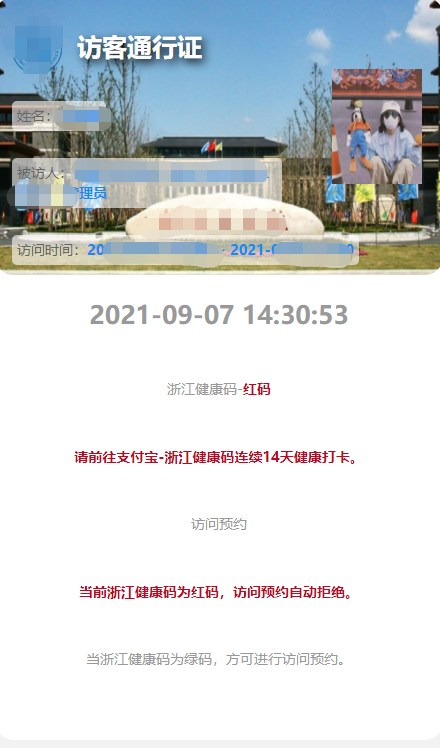 访客通行证
姓名：
被访人：
管理员
访问时间：20 - 2021-0
2021-09-07 14:30:53
浙江健康码-红码
请前往支付宝-浙江健康码连续14天健康打卡。
访问预约
当前浙江健康码为红码，访问预约自动拒绝。
当浙江健康码为绿码，方可进行访问预约。